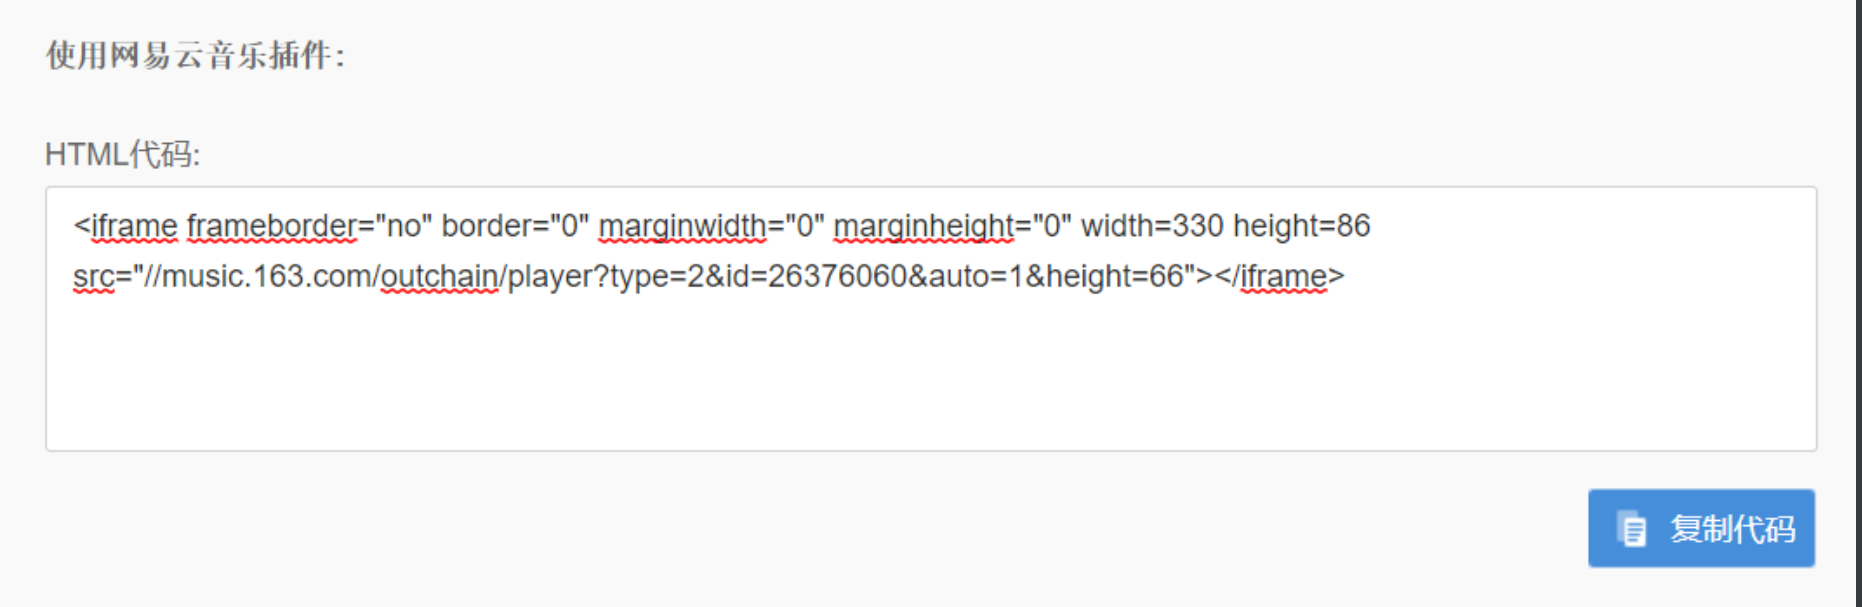 使用网易云音乐插件:
HTML代码:
<iframe frameborder="no" border="0" marginwidth="0" marginheight="0" width=330 height=86
src="//music.163.com/outchain/player?type=2&id=26376060&auto=1&height=66"></iframe>
复制代码